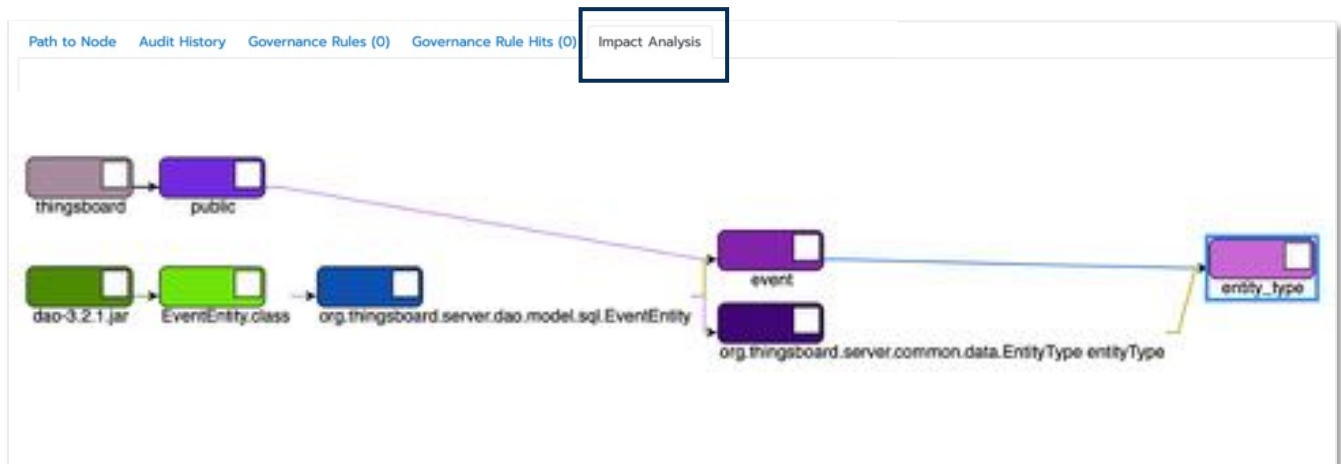 Path to Node Audit History Governance Rules (0) Governance Rule Hits (0) Impact Analysis
thingsboard public
event
entity_type
dao-3.2.1.jar EventEntity.class org.thingsboard.server.dao.model.sql.EventEntity
org.thingsboard.server.common.data.EntityType entityType